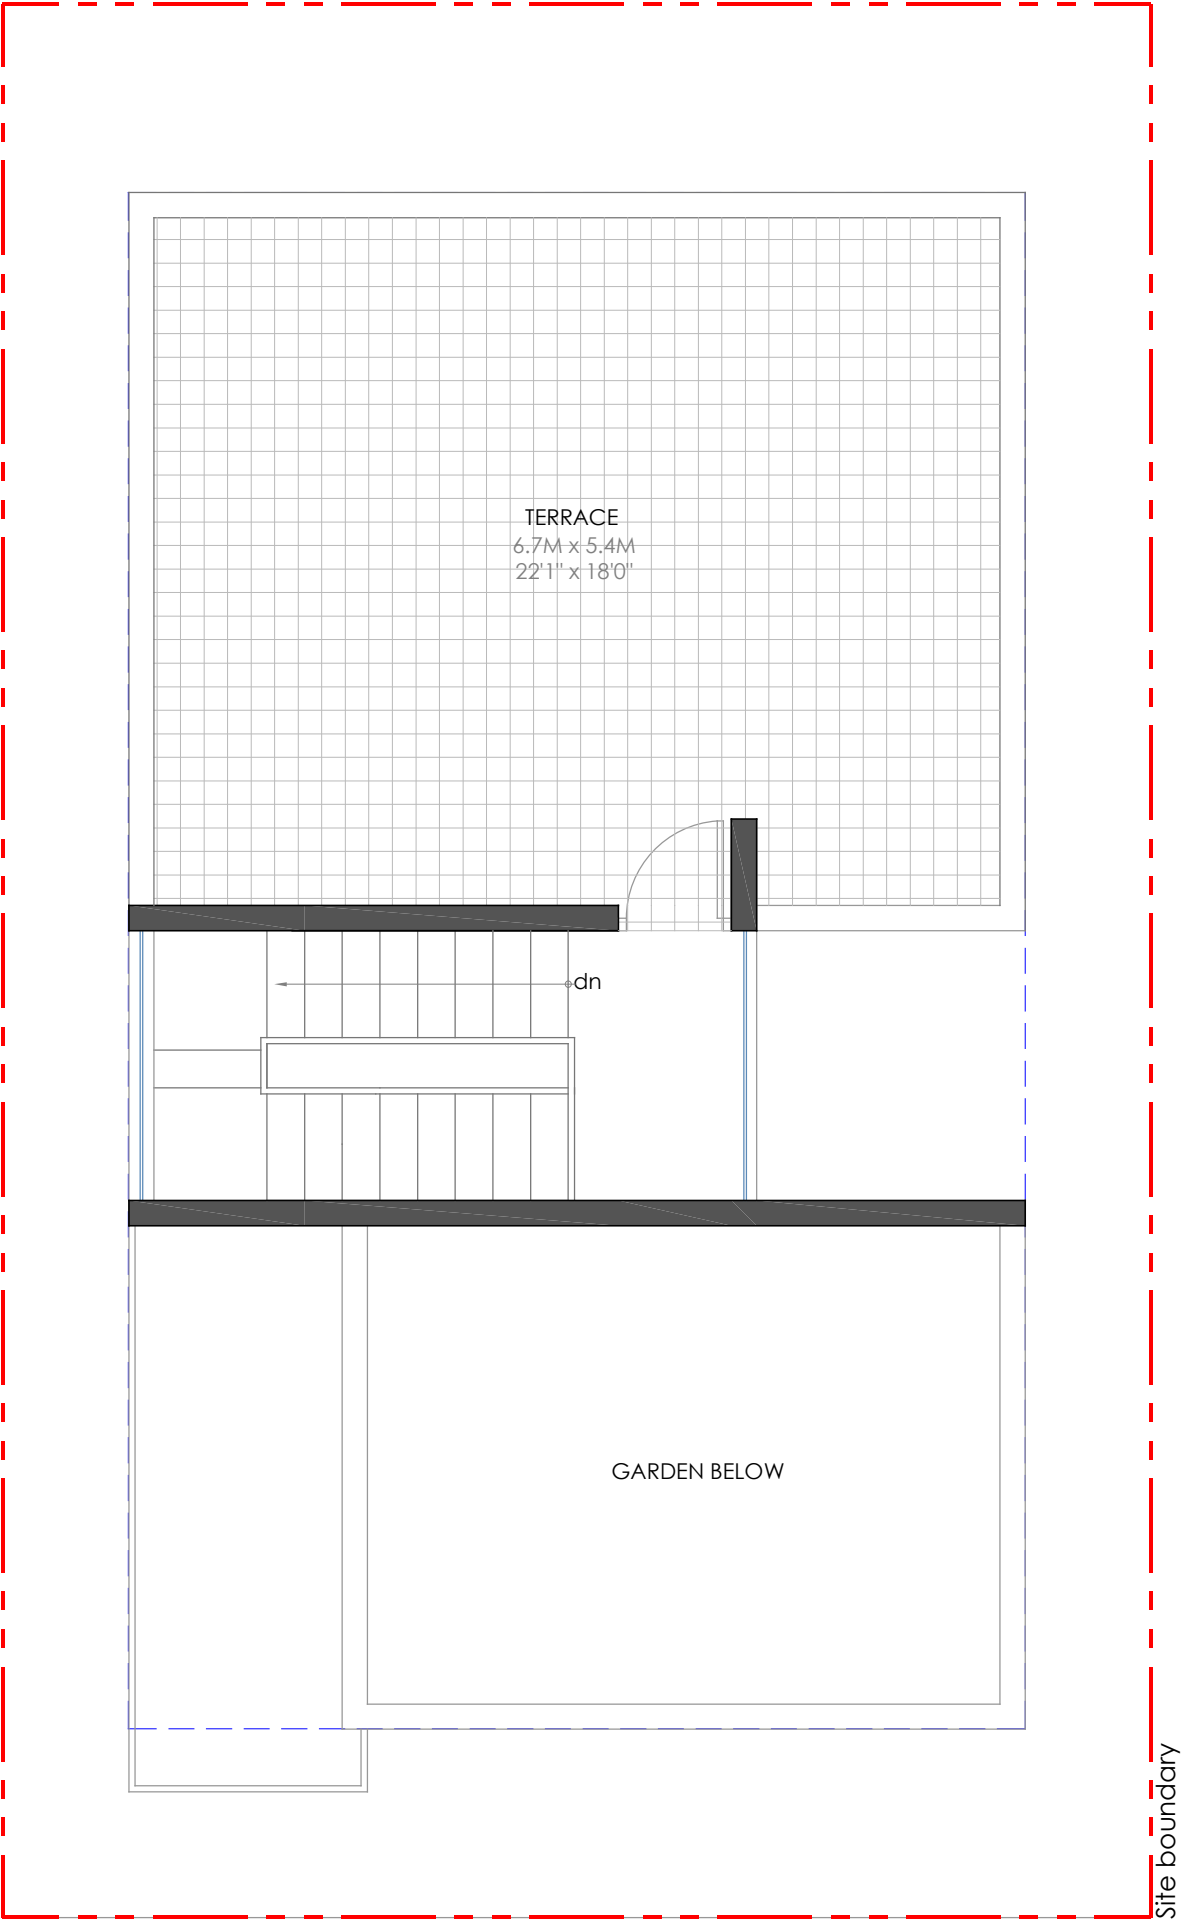 TERRACE
6.7M x 5.4M
22'1" x 18'0"
dn
GARDEN BELOW
Site boundary